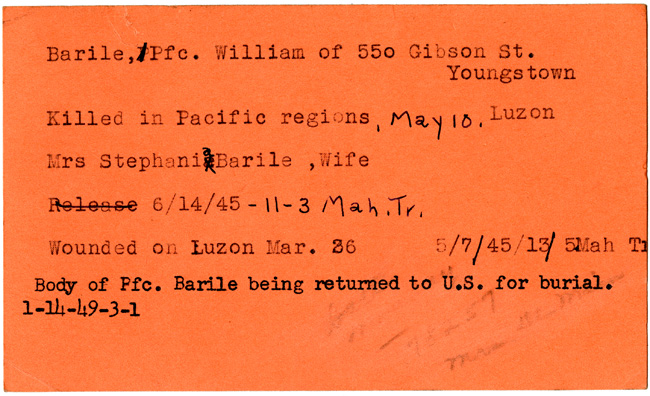 Barile, Pfc. William of 550 Gibson St.
Youngstown
Killed in Pacific regions, May 10, Luzon
Mrs Stephania Barile ,Wife
Release 6/14/45 - 11-3 Mah. Tr.
Wounded on Luzon Mar. 26 5/7/45/13/ 5Mah Tr
Body of Pfc. Barile being returned to U.S. for burial.
1-14-49-3-1